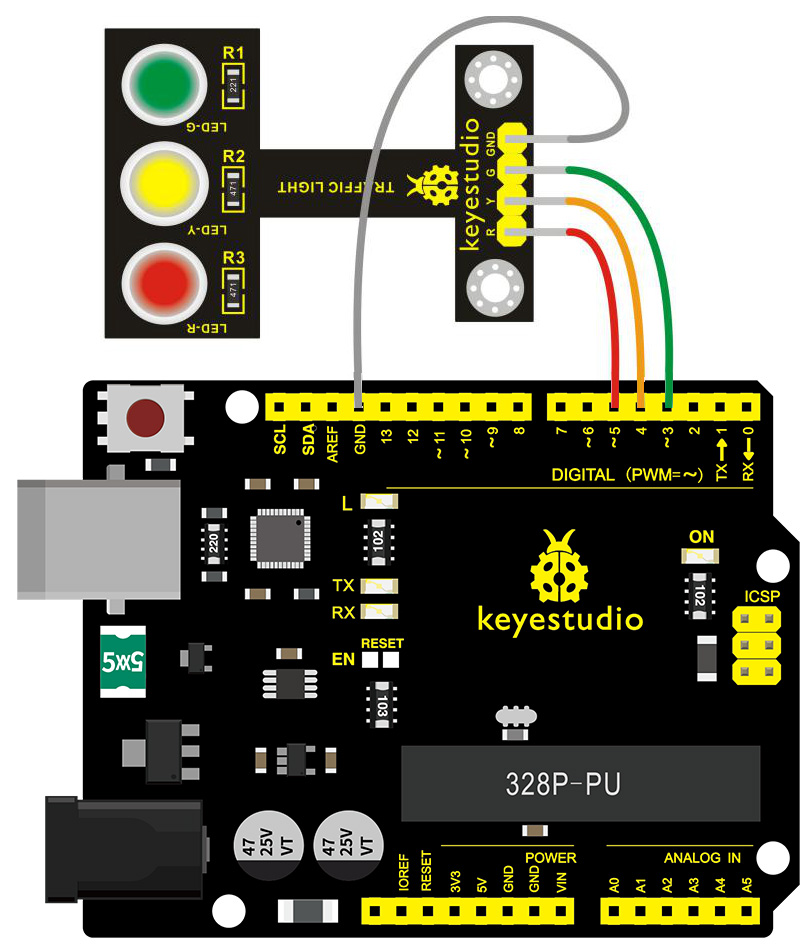 R1
221
LED-G
R2
471
LED-Y
R3
471
LED-R
TRAFFIC LIGHT
keyestudio
GND
G
Y
R
SCL
SDA
AREF
GND
13
12
~11
~10
~9
8
7
~6
~5
4
~3
2
TX→1
RX←0
DIGITAL (PWM=~)
L
220
102
TX
RX
RESET
EN
103
5XX5
keyestudio
ON
102
ICSP
328P-PU
47
25V
VT
47
25V
VT
POWER
ANALOG IN
IOREF
RESET
3V3
5V
GND
GND
VIN
A0
A1
A2
A3
A4
A5